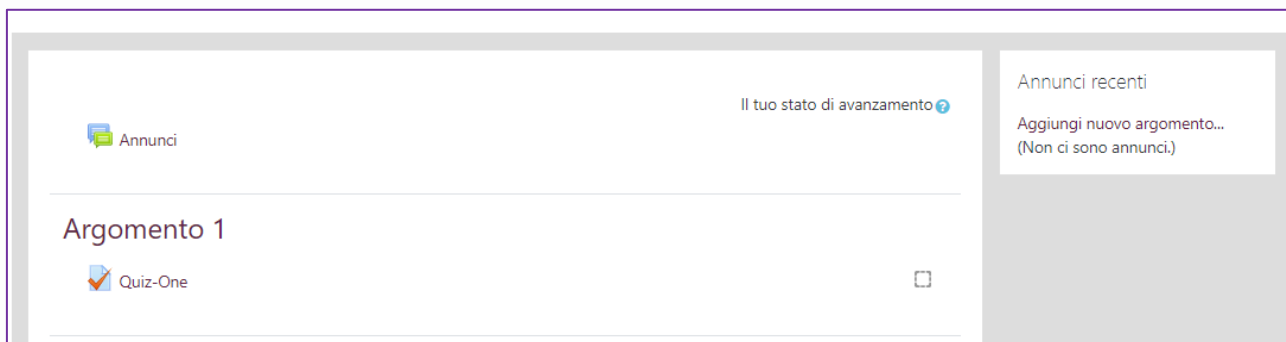 Il tuo stato di avanzamento
Annunci
Argomento 1
Quiz-One
Annunci recenti
Aggiungi nuovo argomento...
(Non ci sono annunci.)